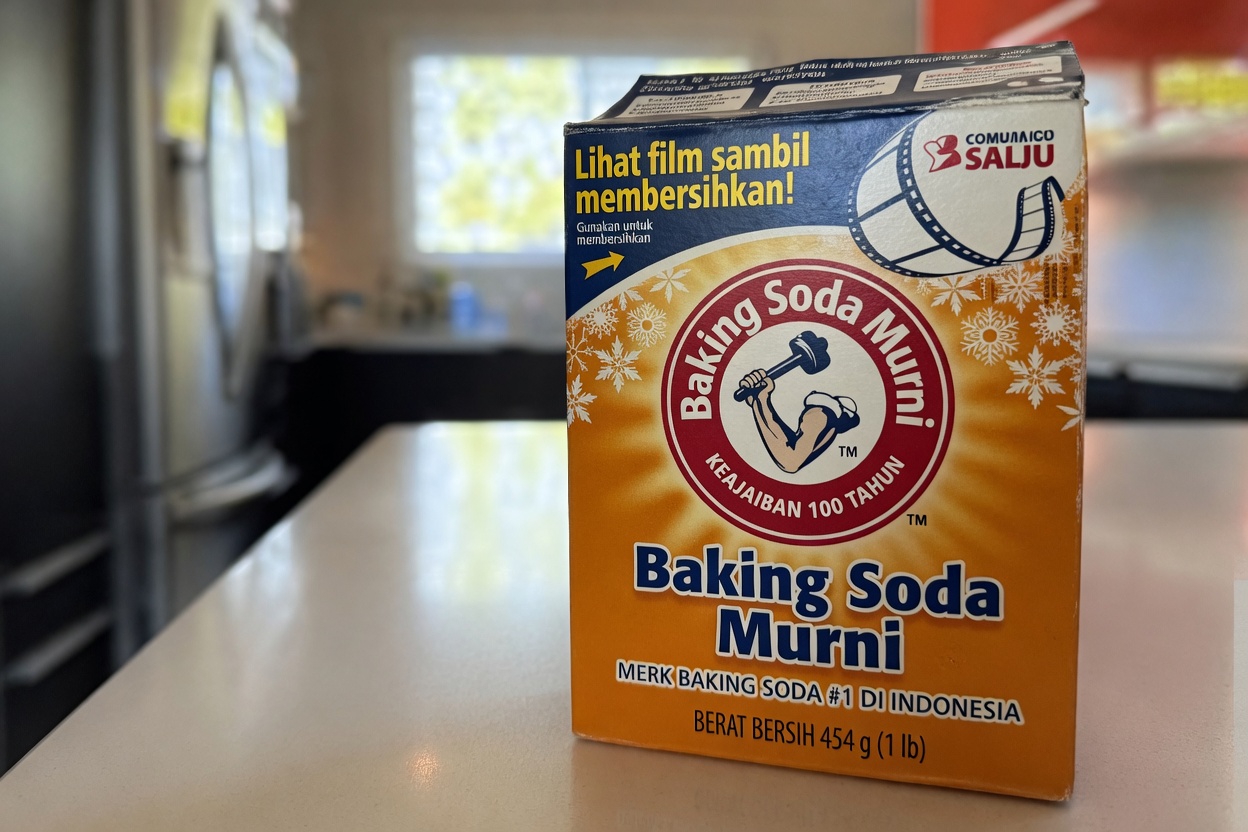 Lihat film sambil
membersihkan!
Gunakan untuk
membersihkan
COMUNAICO
SALJU
Baking Soda Murni
TM
KEAJAIBAN 100 TAHUN
TM
Baking Soda
Murni
MERK BAKING SODA #1 DI INDONESIA
BERAT BERSIH 454 g (1 lb)